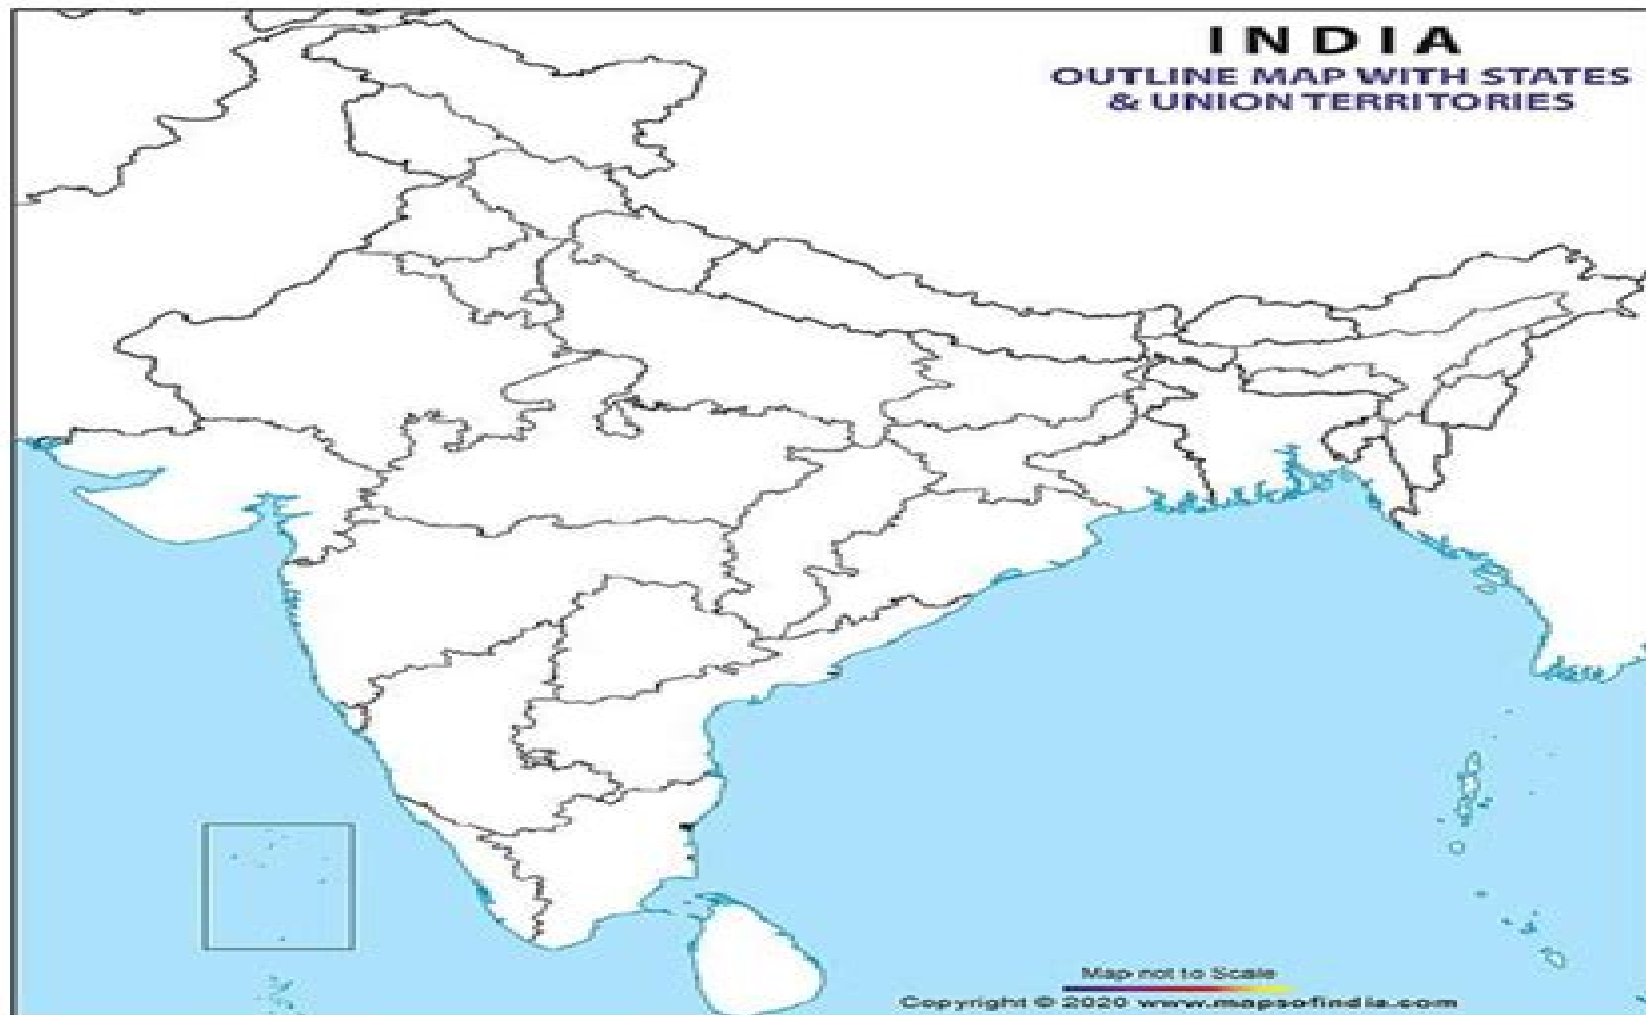 INDIA
OUTLINE MAP WITH STATES
& UNION TERRITORIES
Map not to Scale
Copyright © 2020 www.mapsofindia.com